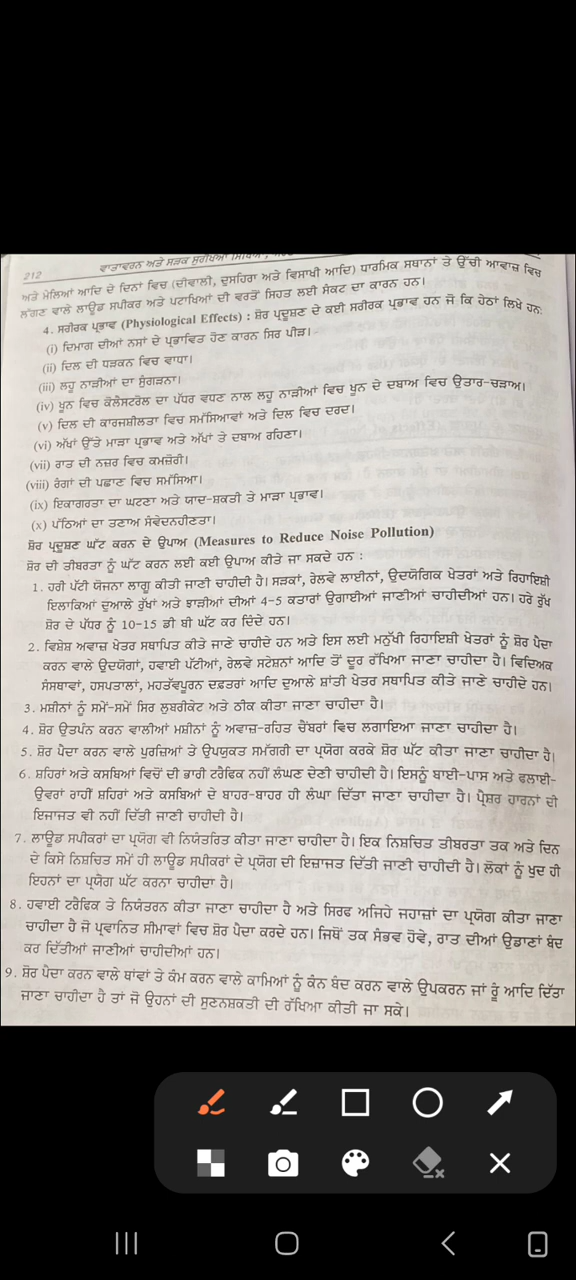 212
ਵਾਤਾਵਰਨ ਅਤੇ ਸੜਕ ਸੁਰੱਖਿਆ
ਅਤੇ ਮੇਲਿਆਂ ਆਦਿ ਦੇ ਦਿਨਾਂ ਵਿਚ (ਦੀਵਾਲੀ, ਦੁਸਹਿਰਾ ਅਤੇ ਵਿਸਾਖੀ ਆਦਿ) ਧਾਰਮਿਕ ਸਥਾਨਾਂ ਤੇ ਉੱਚੀ ਆਵਾਜ਼ ਵਿਚ
ਲੱਗਣ ਵਾਲੇ ਲਾਊਡ ਸਪੀਕਰ ਅਤੇ ਪਟਾਖਿਆਂ ਦੀ ਵਰਤੋਂ ਸਿਹਤ ਲਈ ਸੰਕਟ ਦਾ ਕਾਰਨ ਹਨ।
4. ਸਰੀਰਕ ਪ੍ਰਭਾਵ (Physiological Effects) : ਸ਼ੋਰ ਪ੍ਰਦੂਸ਼ਣ ਦੇ ਕਈ ਸਰੀਰਕ ਪ੍ਰਭਾਵ ਹਨ ਜੋ ਕਿ ਹੇਠਾਂ ਲਿਖੇ ਹਨ:
(i) ਦਿਮਾਗ ਦੀਆਂ ਨਸਾਂ ਦੇ ਪ੍ਰਭਾਵਿਤ ਹੋਣ ਕਾਰਨ ਸਿਰ ਪੀੜ।
(ii) ਦਿਲ ਦੀ ਧੜਕਨ ਵਿਚ ਵਾਧਾ।
(iii) ਲਹੂ ਨਾੜੀਆਂ ਦਾ ਸੁੰਗੜਨਾ।
(iv) ਖੂਨ ਵਿਚ ਕੋਲੈਸਟਰੋਲ ਦਾ ਪੱਧਰ ਵਧਣ ਨਾਲ ਲਹੂ ਨਾੜੀਆਂ ਵਿਚ ਖੂਨ ਦੇ ਦਬਾਅ ਵਿਚ ਉਤਾਰ-ਚੜਾਅ।
(v) ਦਿਲ ਦੀ ਕਾਰਜਸ਼ੀਲਤਾ ਵਿਚ ਸਮੱਸਿਆਵਾਂ ਅਤੇ ਦਿਲ ਵਿਚ ਦਰਦ।
(vi) ਅੱਖਾਂ ਉੱਤੇ ਮਾੜਾ ਪ੍ਰਭਾਵ ਅਤੇ ਅੱਖਾਂ ਤੇ ਦਬਾਅ ਰਹਿਣਾ।
(vii) ਰਾਤ ਦੀ ਨਜ਼ਰ ਵਿਚ ਕਮਜ਼ੋਰੀ।
(viii) ਰੰਗਾਂ ਦੀ ਪਛਾਣ ਵਿਚ ਸਮੱਸਿਆ।
(ix) ਇਕਾਗਰਤਾ ਦਾ ਘਟਣਾ ਅਤੇ ਯਾਦ-ਸ਼ਕਤੀ ਤੇ ਮਾੜਾ ਪ੍ਰਭਾਵ।
(x) ਪੱਠਿਆਂ ਦਾ ਤਣਾਅ ਸੰਵੇਦਨਹੀਣਤਾ।
ਸ਼ੋਰ ਪ੍ਰਦੂਸ਼ਣ ਘੱਟ ਕਰਨ ਦੇ ਉਪਾਅ (Measures to Reduce Noise Pollution)
ਸ਼ੋਰ ਦੀ ਤੀਬਰਤਾ ਨੂੰ ਘੱਟ ਕਰਨ ਲਈ ਕਈ ਉਪਾਅ ਕੀਤੇ ਜਾ ਸਕਦੇ ਹਨ :
1. ਹਰੀ ਪੱਟੀ ਯੋਜਨਾ ਲਾਗੂ ਕੀਤੀ ਜਾਣੀ ਚਾਹੀਦੀ ਹੈ। ਸੜਕਾਂ, ਰੇਲਵੇ ਲਾਈਨਾਂ, ਉਦਯੋਗਿਕ ਖੇਤਰਾਂ ਅਤੇ ਰਿਹਾਇਸ਼ੀ
ਇਲਾਕਿਆਂ ਦੁਆਲੇ ਰੁੱਖਾਂ ਅਤੇ ਝਾੜੀਆਂ ਦੀਆਂ 4-5 ਕਤਾਰਾਂ ਉਗਾਈਆਂ ਜਾਣੀਆਂ ਚਾਹੀਦੀਆਂ ਹਨ। ਹਰੇ ਰੁੱਖ
ਸ਼ੋਰ ਦੇ ਪੱਧਰ ਨੂੰ 10-15 ਡੀ ਬੀ ਘੱਟ ਕਰ ਦਿੰਦੇ ਹਨ।
2. ਵਿਸ਼ੇਸ਼ ਅਵਾਜ਼ ਖੇਤਰ ਸਥਾਪਿਤ ਕੀਤੇ ਜਾਣੇ ਚਾਹੀਦੇ ਹਨ ਅਤੇ ਇਸ ਲਈ ਮਨੁੱਖੀ ਰਿਹਾਇਸ਼ੀ ਖੇਤਰਾਂ ਨੂੰ ਸ਼ੋਰ ਪੈਦਾ
ਕਰਨ ਵਾਲੇ ਉਦਯੋਗਾਂ, ਹਵਾਈ ਪੱਟੀਆਂ, ਰੇਲਵੇ ਸਟੇਸ਼ਨਾਂ ਆਦਿ ਤੋਂ ਦੂਰ ਰੱਖਿਆ ਜਾਣਾ ਚਾਹੀਦਾ ਹੈ। ਵਿਦਿਅਕ
ਸੰਸਥਾਵਾਂ, ਹਸਪਤਾਲਾਂ, ਮਹੱਤਵਪੂਰਨ ਦਫ਼ਤਰਾਂ ਆਦਿ ਦੁਆਲੇ ਸ਼ਾਂਤੀ ਖੇਤਰ ਸਥਾਪਿਤ ਕੀਤੇ ਜਾਣੇ ਚਾਹੀਦੇ ਹਨ।
3. ਮਸ਼ੀਨਾਂ ਨੂੰ ਸਮੇਂ-ਸਮੇਂ ਸਿਰ ਲੁਬਰੀਕੇਟ ਅਤੇ ਠੀਕ ਕੀਤਾ ਜਾਣਾ ਚਾਹੀਦਾ ਹੈ।
4. ਸ਼ੋਰ ਉਤਪੰਨ ਕਰਨ ਵਾਲੀਆਂ ਮਸ਼ੀਨਾਂ ਨੂੰ ਅਵਾਜ਼-ਰਹਿਤ ਚੈਂਬਰਾਂ ਵਿਚ ਲਗਾਇਆ ਜਾਣਾ ਚਾਹੀਦਾ ਹੈ।
5. ਸ਼ੋਰ ਪੈਦਾ ਕਰਨ ਵਾਲੇ ਪੁਰਜ਼ਿਆਂ ਤੇ ਉਪਯੁਕਤ ਸਮੱਗਰੀ ਦਾ ਪ੍ਰਯੋਗ ਕਰਕੇ ਸ਼ੋਰ ਘੱਟ ਕੀਤਾ ਜਾਣਾ ਚਾਹੀਦਾ ਹੈ।
6. ਸ਼ਹਿਰਾਂ ਅਤੇ ਕਸਬਿਆਂ ਵਿਚੋਂ ਦੀ ਭਾਰੀ ਟਰੈਫਿਕ ਨਹੀਂ ਲੰਘਣ ਦੇਣੀ ਚਾਹੀਦੀ ਹੈ। ਇਸਨੂੰ ਬਾਈ-ਪਾਸ ਅਤੇ ਫਲਾਈ-
ਉਵਰਾਂ ਰਾਹੀਂ ਸ਼ਹਿਰਾਂ ਅਤੇ ਕਸਬਿਆਂ ਦੇ ਬਾਹਰ-ਬਾਹਰ ਹੀ ਲੰਘਾ ਦਿੱਤਾ ਜਾਣਾ ਚਾਹੀਦਾ ਹੈ। ਪ੍ਰੈਸ਼ਰ ਹਾਰਨਾਂ ਦੀ
ਇਜਾਜਤ ਵੀ ਨਹੀਂ ਦਿੱਤੀ ਜਾਣੀ ਚਾਹੀਦੀ ਹੈ।
7. ਲਾਊਡ ਸਪੀਕਰਾਂ ਦਾ ਪ੍ਰਯੋਗ ਵੀ ਨਿਯੰਤਰਿਤ ਕੀਤਾ ਜਾਣਾ ਚਾਹੀਦਾ ਹੈ। ਇਕ ਨਿਸ਼ਚਿਤ ਤੀਬਰਤਾ ਤਕ ਅਤੇ ਦਿਨ
ਦੇ ਕਿਸੇ ਨਿਸ਼ਚਿਤ ਸਮੇਂ ਹੀ ਲਾਊਡ ਸਪੀਕਰਾਂ ਦੇ ਪ੍ਰਯੋਗ ਦੀ ਇਜ਼ਾਜਤ ਦਿੱਤੀ ਜਾਣੀ ਚਾਹੀਦੀ ਹੈ। ਲੋਕਾਂ ਨੂੰ ਖੁਦ ਹੀ
ਇਹਨਾਂ ਦਾ ਪ੍ਰਯੋਗ ਘੱਟ ਕਰਨਾ ਚਾਹੀਦਾ ਹੈ।
8. ਹਵਾਈ ਟਰੈਫਿਕ ਤੇ ਨਿਯੰਤਰਨ ਕੀਤਾ ਜਾਣਾ ਚਾਹੀਦਾ ਹੈ ਅਤੇ ਸਿਰਫ ਅਜਿਹੇ ਜਹਾਜ਼ਾਂ ਦਾ ਪ੍ਰਯੋਗ ਕੀਤਾ ਜਾਣਾ
ਚਾਹੀਦਾ ਹੈ ਜੋ ਪ੍ਰਵਾਨਿਤ ਸੀਮਾਵਾਂ ਵਿਚ ਸ਼ੋਰ ਪੈਦਾ ਕਰਦੇ ਹਨ। ਜਿਥੋਂ ਤਕ ਸੰਭਵ ਹੋਵੇ, ਰਾਤ ਦੀਆਂ ਉਡਾਣਾਂ ਬੰਦ
ਕਰ ਦਿੱਤੀਆਂ ਜਾਣੀਆਂ ਚਾਹੀਦੀਆਂ ਹਨ।
9. ਸ਼ੋਰ ਪੈਦਾ ਕਰਨ ਵਾਲੇ ਥਾਂਵਾਂ ਤੇ ਕੰਮ ਕਰਨ ਵਾਲੇ ਕਾਮਿਆਂ ਨੂੰ ਕੰਨ ਬੰਦ ਕਰਨ ਵਾਲੇ ਉਪਕਰਨ ਜਾਂ ਰੂੰ ਆਦਿ ਦਿੱਤਾ
ਜਾਣਾ ਚਾਹੀਦਾ ਹੈ ਤਾਂ ਜੋ ਉਹਨਾਂ ਦੀ ਸੁਣਨਸ਼ਕਤੀ ਦੀ ਰੱਖਿਆ ਕੀਤੀ ਜਾ ਸਕੇ।